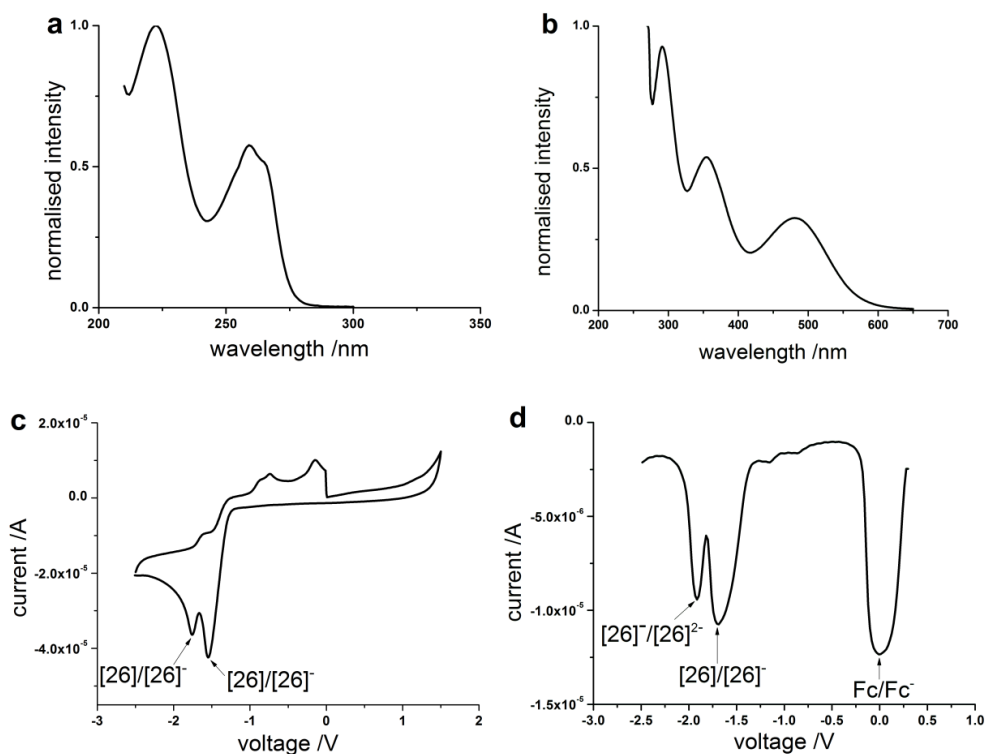 a
normalised intensity
1.0
0.5
0.0
200 250 300 350
wavelength /nm
b
normalised intensity
1.0
0.5
0.0
200 300 400 500 600 700
wavelength /nm
c
current /A
2.0x10⁻⁵
0.0
-2.0x10⁻⁵
-4.0x10⁻⁵
[26]/[26]⁻
[26]/[26]⁻
-3 -2 -1 0 1 2
voltage /V
d
current /A
0.0
-5.0x10⁻⁶
-1.0x10⁻⁵
-1.5x10⁻⁵
[26]⁻/[26]²⁻
[26]/[26]⁻
Fc/Fc⁻
-3.0 -2.5 -2.0 -1.5 -1.0 -0.5 0.0 0.5 1.0
voltage /V